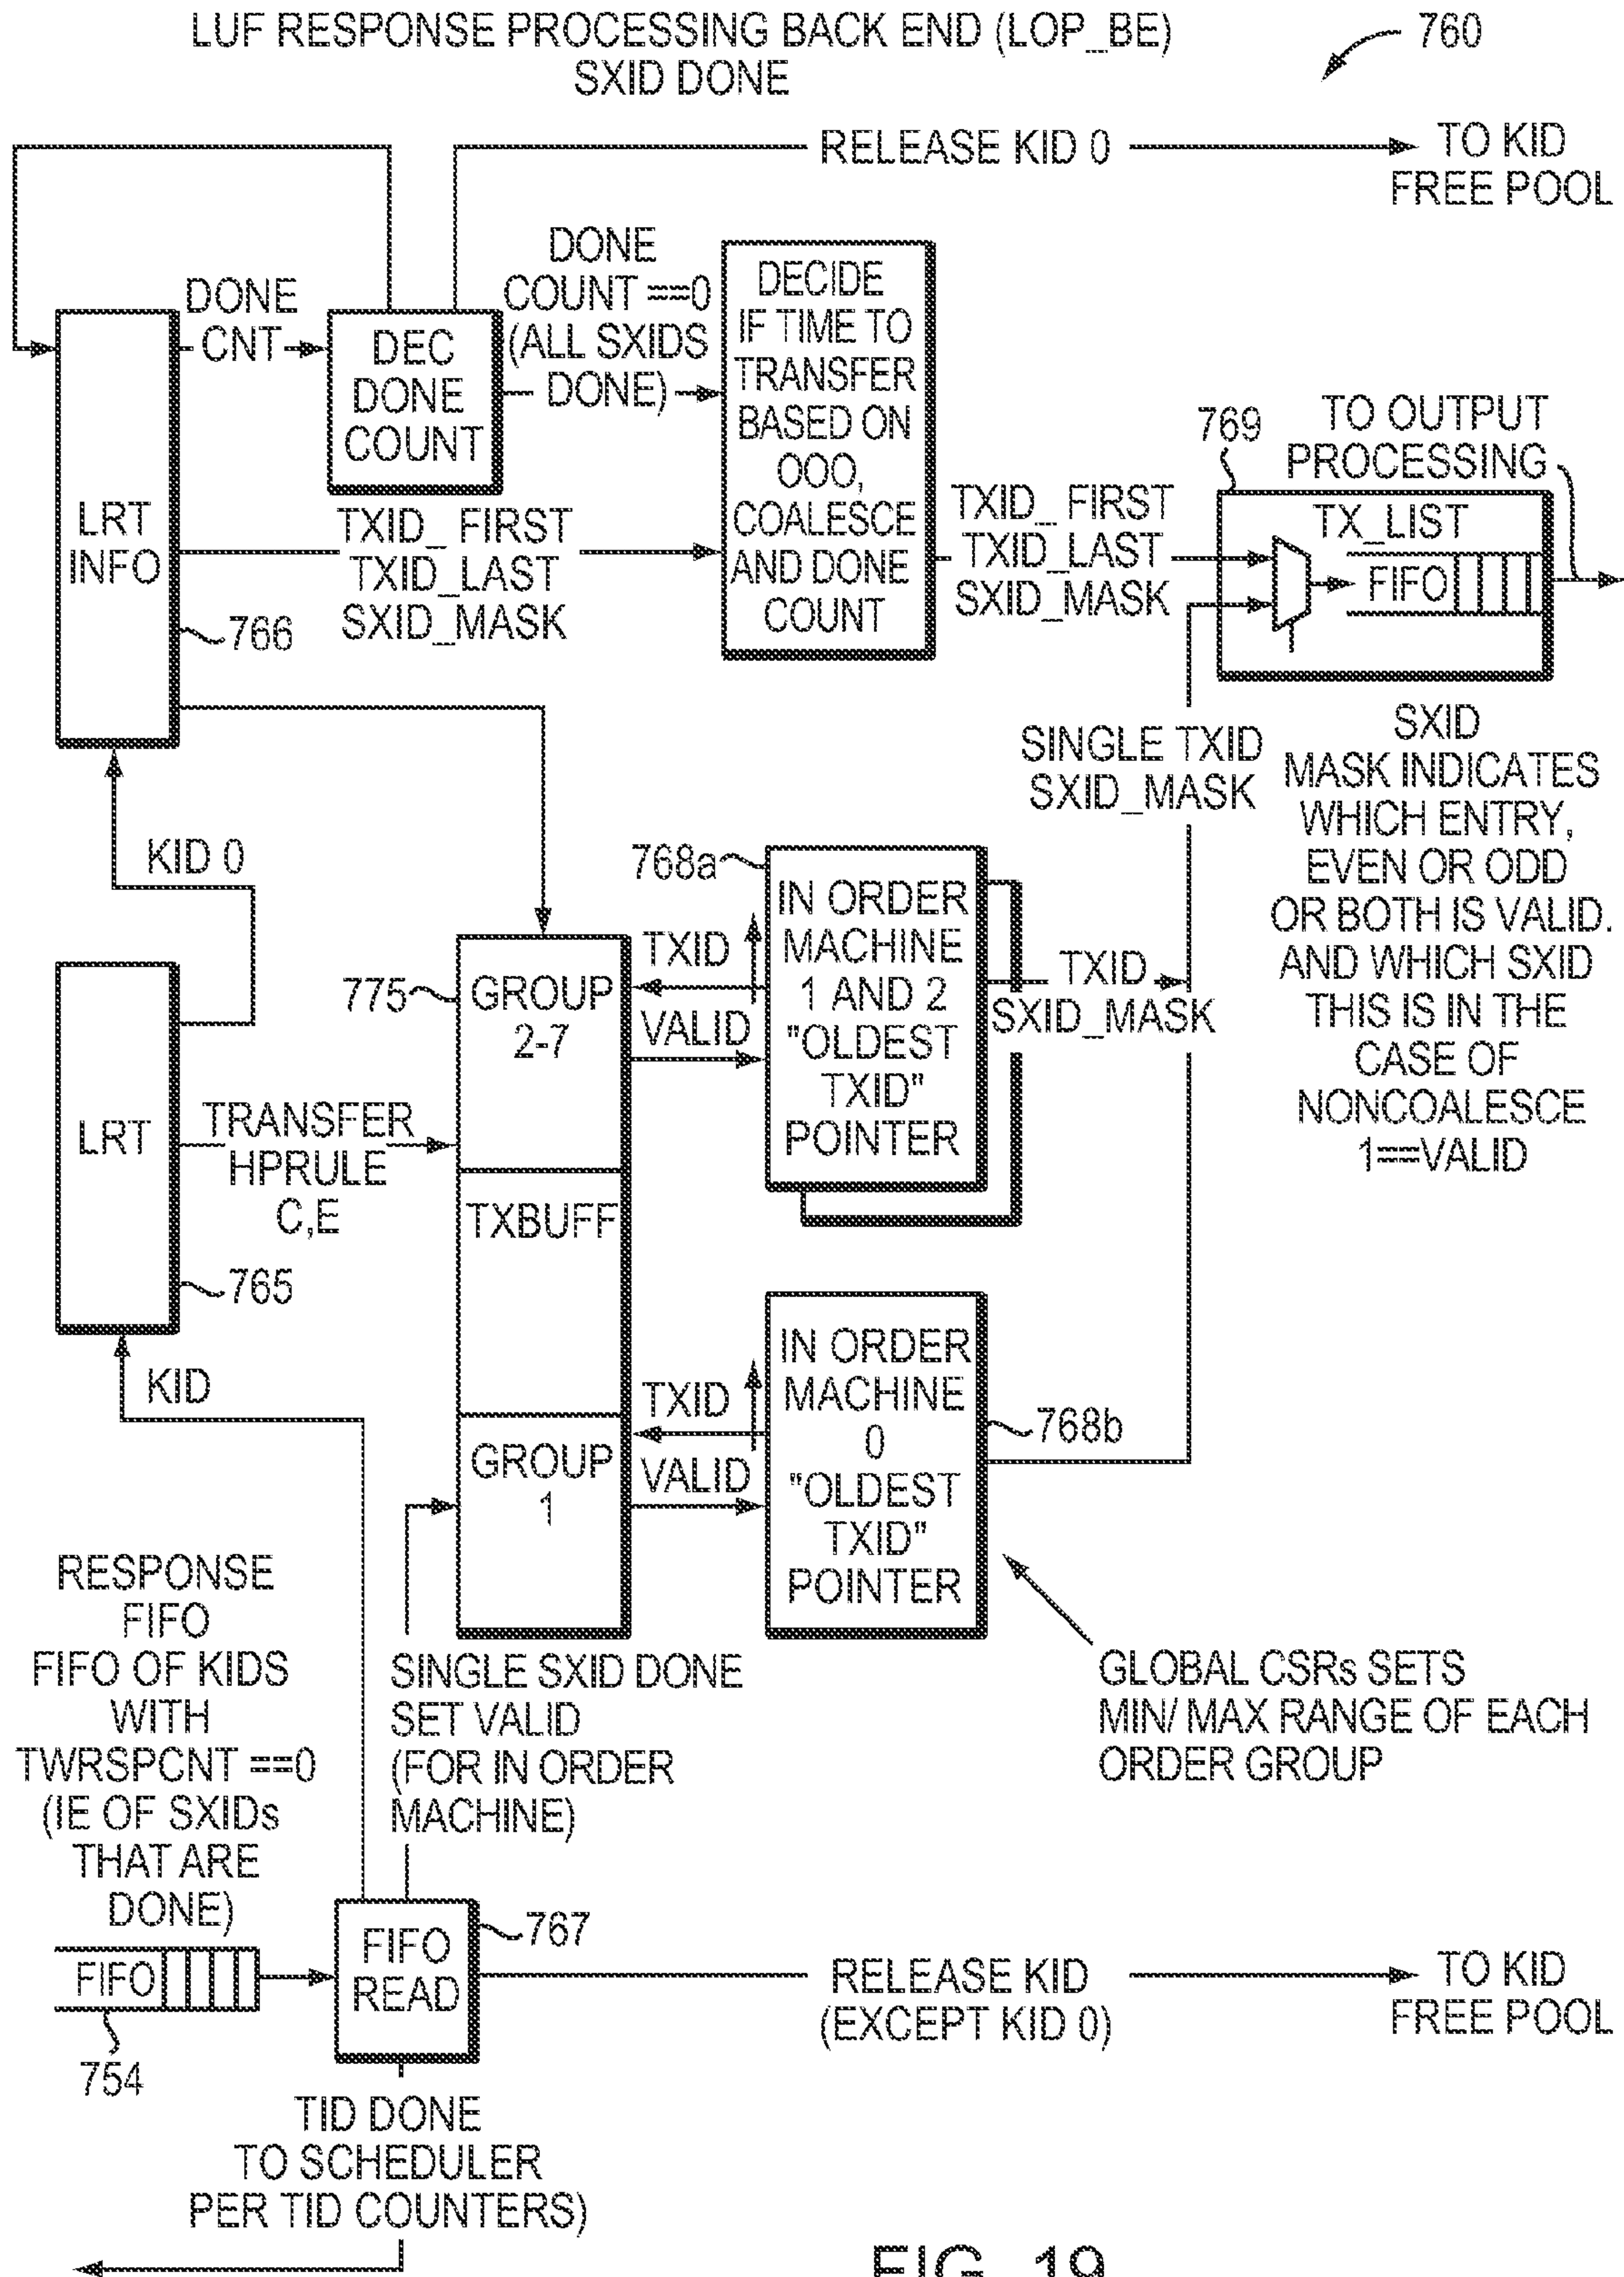 LUF RESPONSE PROCESSING BACK END (LOP_BE)
SXID DONE
760
RELEASE KID 0
TO KID
FREE POOL
DONE
CNT
DEC
DONE
COUNT
DONE
COUNT ==0
(ALL SXIDS
DONE)
DECIDE
IF TIME TO
TRANSFER
BASED ON
OOO,
COALESCE
AND DONE
COUNT
LRT
INFO
766
TXID_ FIRST
TXID_LAST
SXID_MASK
TXID_ FIRST
TXID_LAST
SXID_MASK
769
TO OUTPUT
PROCESSING
TX_LIST
FIFO
SINGLE TXID
SXID_MASK
SXID
MASK INDICATES
WHICH ENTRY,
EVEN OR ODD
OR BOTH IS VALID.
AND WHICH SXID
THIS IS IN THE
CASE OF
NONCOALESCE
1==VALID
KID 0
LRT
765
TRANSFER
HPRULE
C,E
KID
775
GROUP
2-7
TXBUFF
GROUP
1
TXID
VALID
768a
IN ORDER
MACHINE
1 AND 2
"OLDEST
TXID"
POINTER
TXID
SXID_MASK
TXID
VALID
IN ORDER
MACHINE
0
"OLDEST
TXID"
POINTER
768b
GLOBAL CSRs SETS
MIN/ MAX RANGE OF EACH
ORDER GROUP
RESPONSE
FIFO
FIFO OF KIDS
WITH
TWRSPCNT ==0
(IE OF SXIDs
THAT ARE
DONE)
SINGLE SXID DONE
SET VALID
(FOR IN ORDER
MACHINE)
FIFO
754
FIFO
READ
767
RELEASE KID
(EXCEPT KID 0)
TO KID
FREE POOL
TID DONE
TO SCHEDULER
PER TID COUNTERS)
FIG. 19